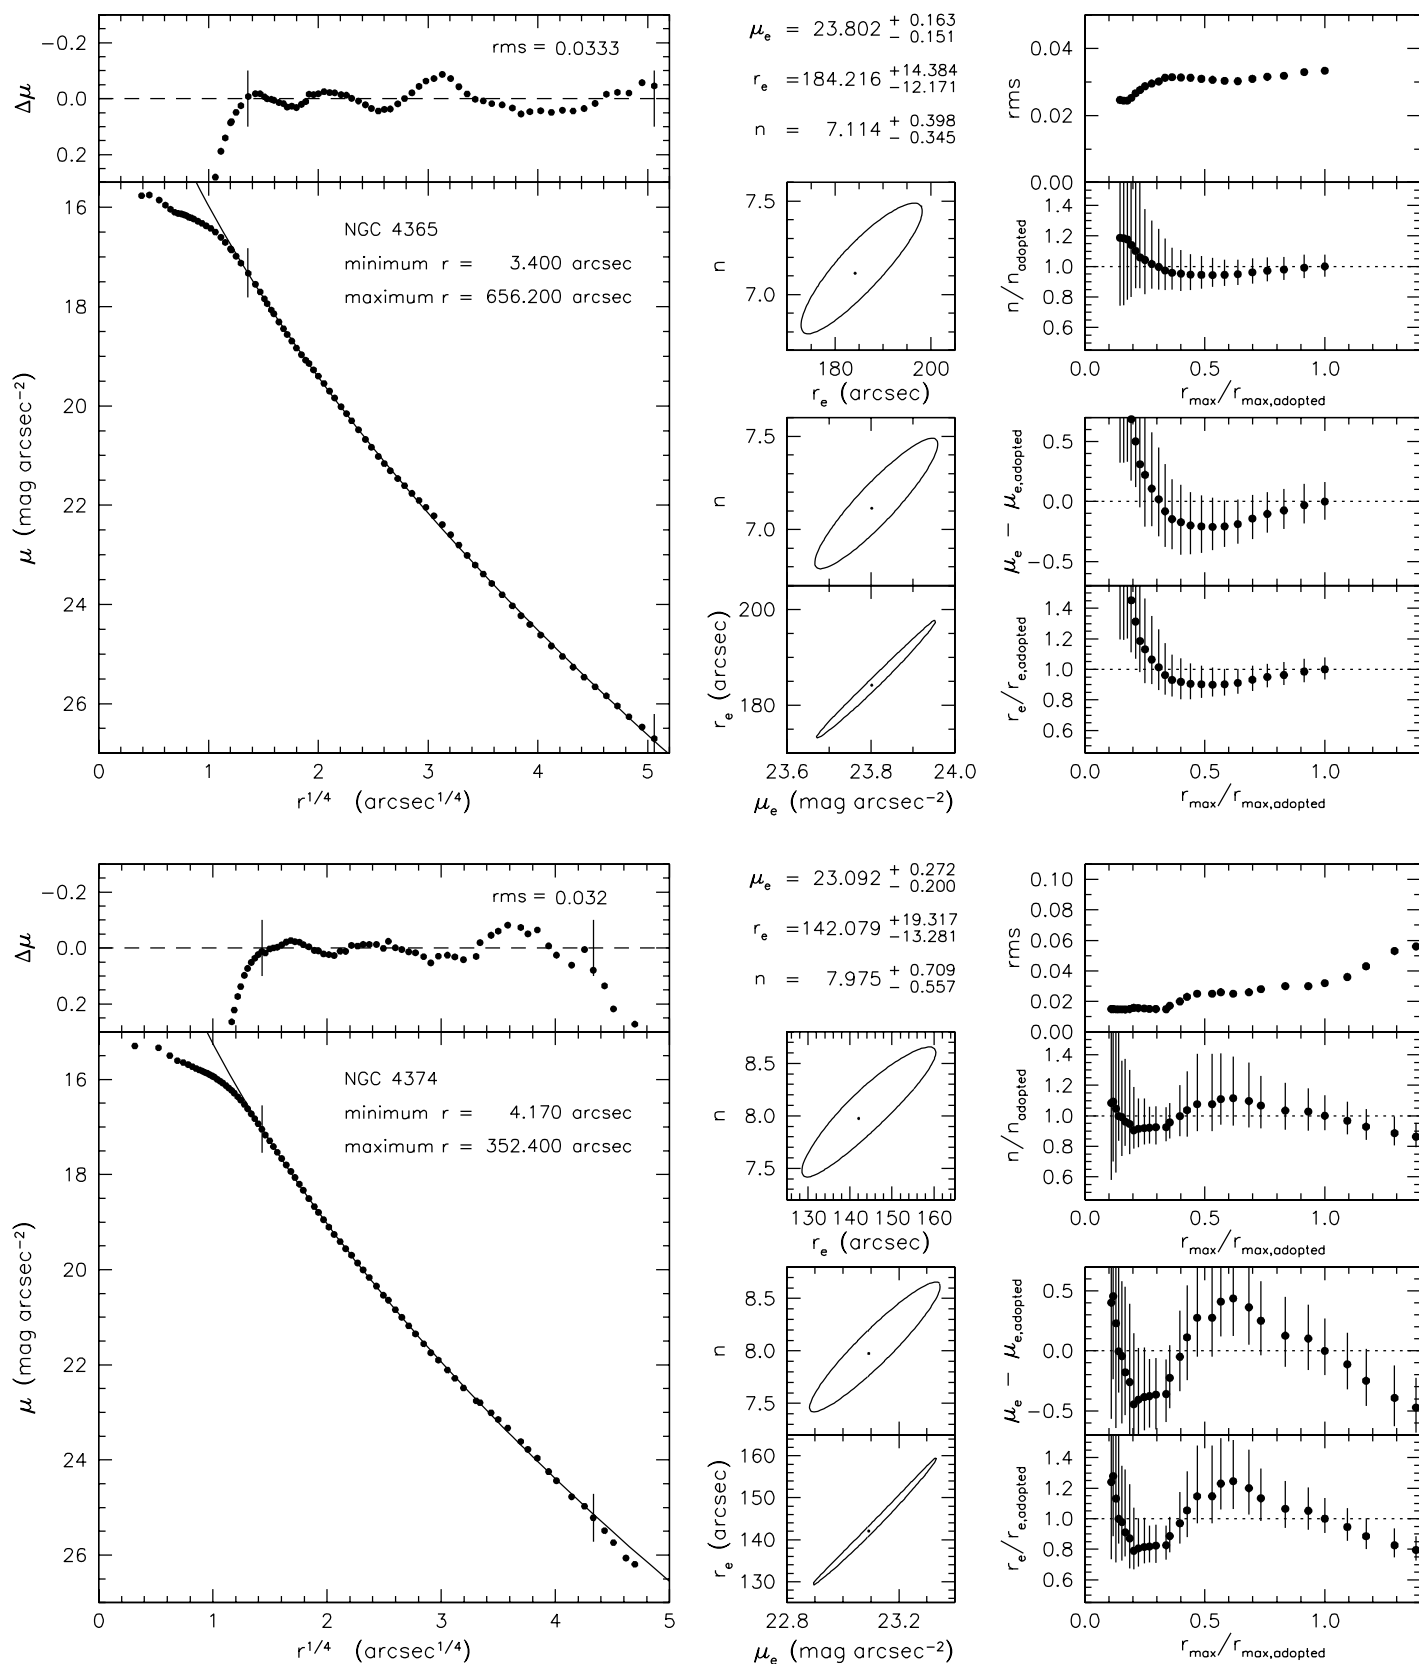 rms = 0.0333
−0.2
0.0
0.2
Δμ
μe = 23.802 + 0.163 − 0.151
re =184.216 +14.384 −12.171
n = 7.114 + 0.398 − 0.345
0.04
0.02
0.00
rms
NGC 4365
minimum r = 3.400 arcsec
maximum r = 656.200 arcsec
16
18
20
22
24
26
μ (mag arcsec−2)
0 1 2 3 4 5
r1/4 (arcsec1/4)
7.5
7.0
n
180 200
re (arcsec)
1.4
1.2
1.0
0.8
0.6
n/nadopted
0.0 0.5 1.0
rmax/rmax,adopted
7.5
7.0
n
0.5
0.0
−0.5
μe − μe,adopted
200
180
re (arcsec)
23.6 23.8 24.0
μe (mag arcsec−2)
1.4
1.2
1.0
0.8
0.6
re/re,adopted
0.0 0.5 1.0
rmax/rmax,adopted
rms = 0.032
−0.2
0.0
0.2
Δμ
μe = 23.092 + 0.272 − 0.200
re =142.079 +19.317 −13.281
n = 7.975 + 0.709 − 0.557
0.10
0.08
0.06
0.04
0.02
0.00
rms
NGC 4374
minimum r = 4.170 arcsec
maximum r = 352.400 arcsec
16
18
20
22
24
26
μ (mag arcsec−2)
0 1 2 3 4 5
r1/4 (arcsec1/4)
8.5
8.0
7.5
n
130 140 150 160
re (arcsec)
1.4
1.2
1.0
0.8
0.6
n/nadopted
0.0 0.5 1.0
rmax/rmax,adopted
8.5
8.0
7.5
n
0.5
0.0
−0.5
μe − μe,adopted
160
150
140
130
re (arcsec)
22.8 23.2
μe (mag arcsec−2)
1.4
1.2
1.0
0.8
0.6
re/re,adopted
0.0 0.5 1.0
rmax/rmax,adopted